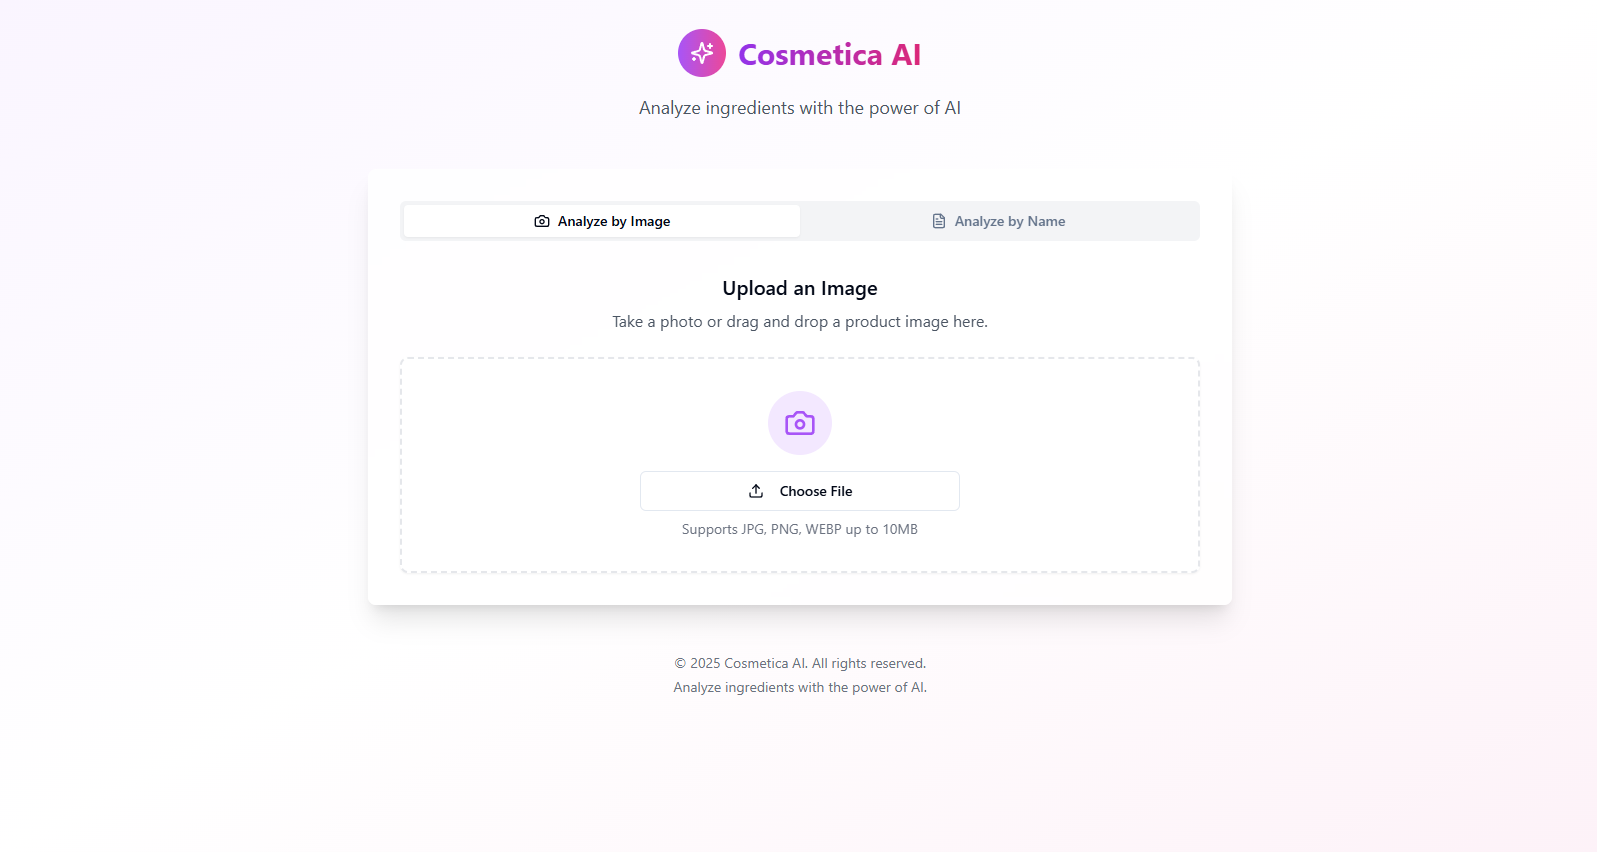 Cosmetica AI
Analyze ingredients with the power of AI
Analyze by Image
Analyze by Name
Upload an Image
Take a photo or drag and drop a product image here.
Choose File
Supports JPG, PNG, WEBP up to 10MB
© 2025 Cosmetica AI. All rights reserved.
Analyze ingredients with the power of AI.